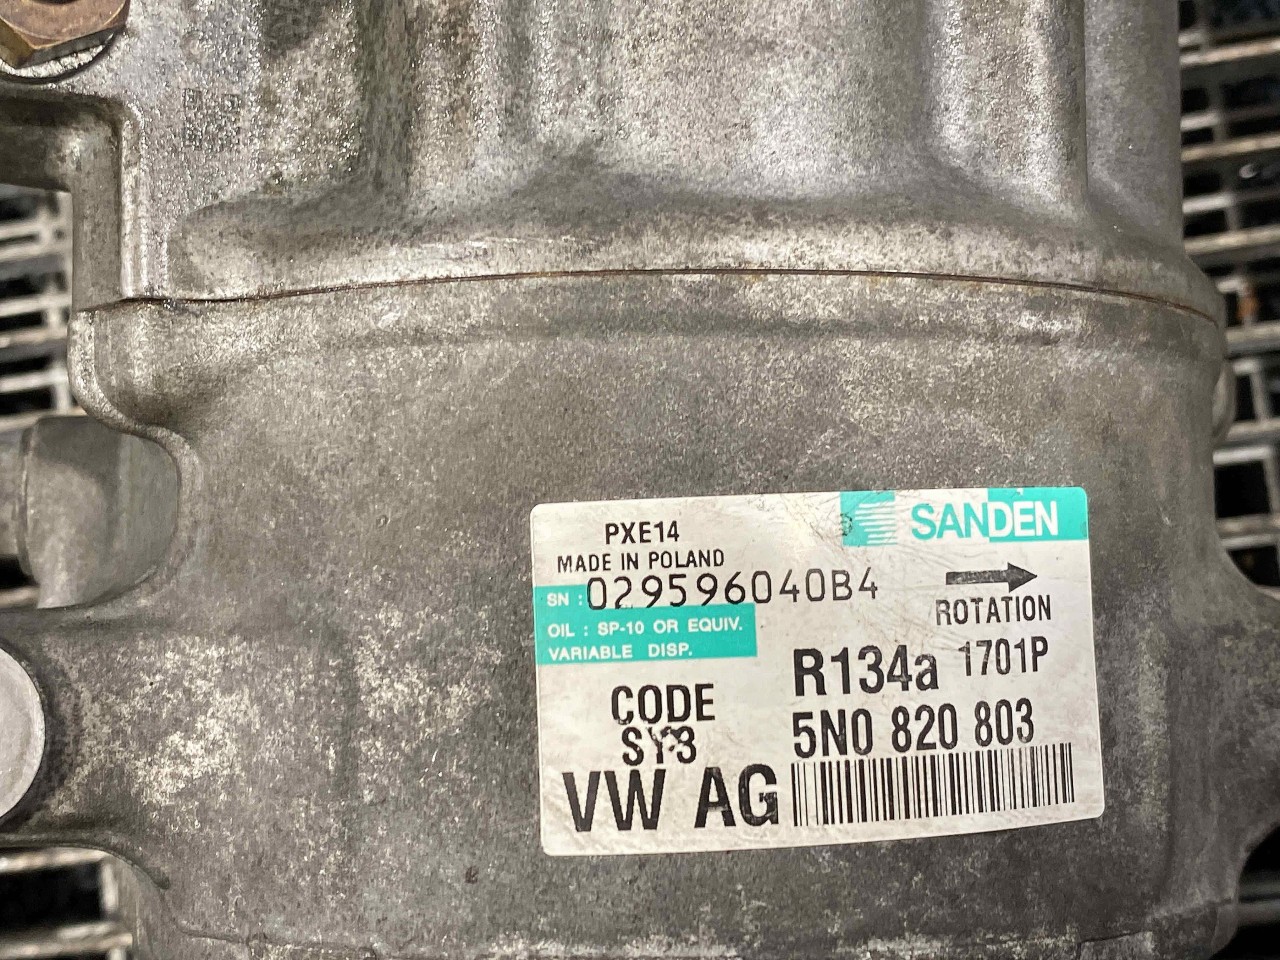 SANDEN
PXE14
MADE IN POLAND
SN : 029596040B4
ROTATION
OIL : SP-10 OR EQUIV.
VARIABLE DISP.
R134a 1701P
CODE
SY3
5N0 820 803
VW AG